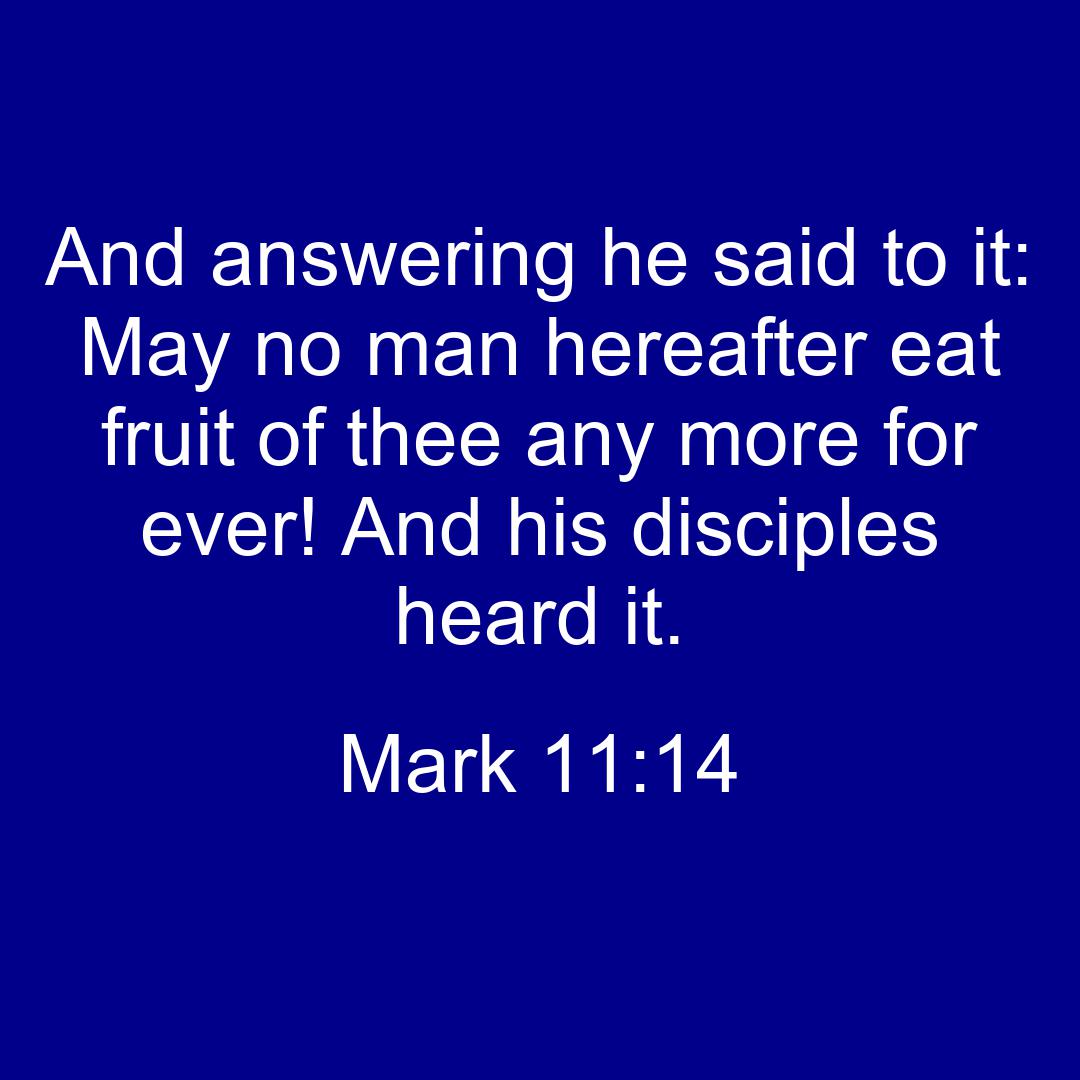 And answering he said to it:
May no man hereafter eat
fruit of thee any more for
ever! And his disciples
heard it.
Mark 11:14